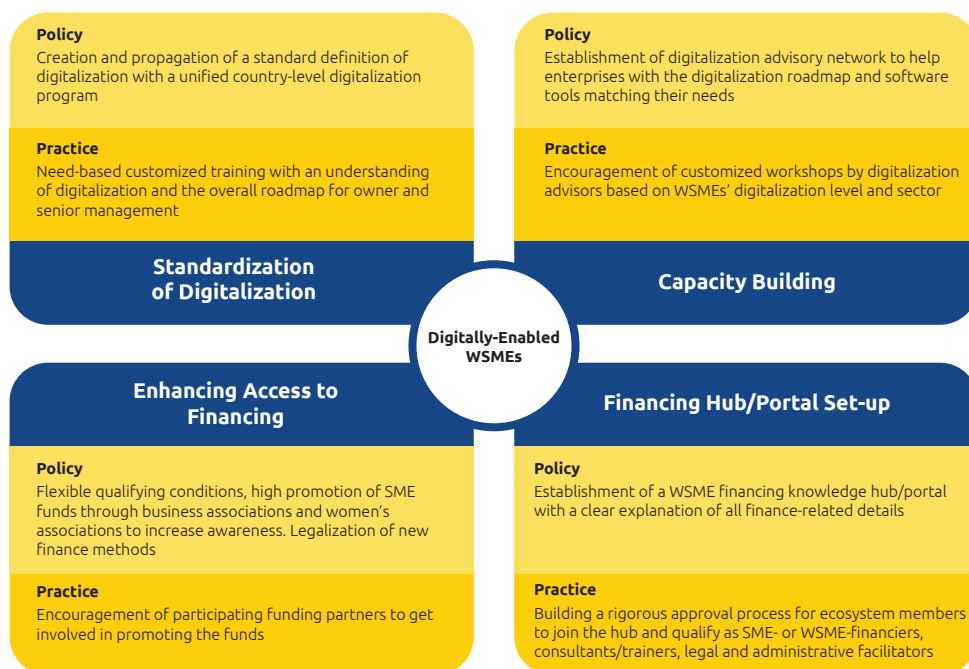 Policy
Creation and propagation of a standard definition of
digitalization with a unified country-level digitalization
program
Practice
Need-based customized training with an understanding
of digitalization and the overall roadmap for owner and
senior management
Standardization
of Digitalization
Policy
Establishment of digitalization advisory network to help
enterprises with the digitalization roadmap and software
tools matching their needs
Practice
Encouragement of customized workshops by digitalization
advisors based on WSMEs’ digitalization level and sector
Capacity Building
Digitally-Enabled
WSMEs
Enhancing Access to
Financing
Policy
Flexible qualifying conditions, high promotion of SME
funds through business associations and women’s
associations to increase awareness. Legalization of new
finance methods
Practice
Encouragement of participating funding partners to get
involved in promoting the funds
Financing Hub/Portal Set-up
Policy
Establishment of a WSME financing knowledge hub/portal
with a clear explanation of all finance-related details
Practice
Building a rigorous approval process for ecosystem members
to join the hub and qualify as SME- or WSME-financiers,
consultants/trainers, legal and administrative facilitators